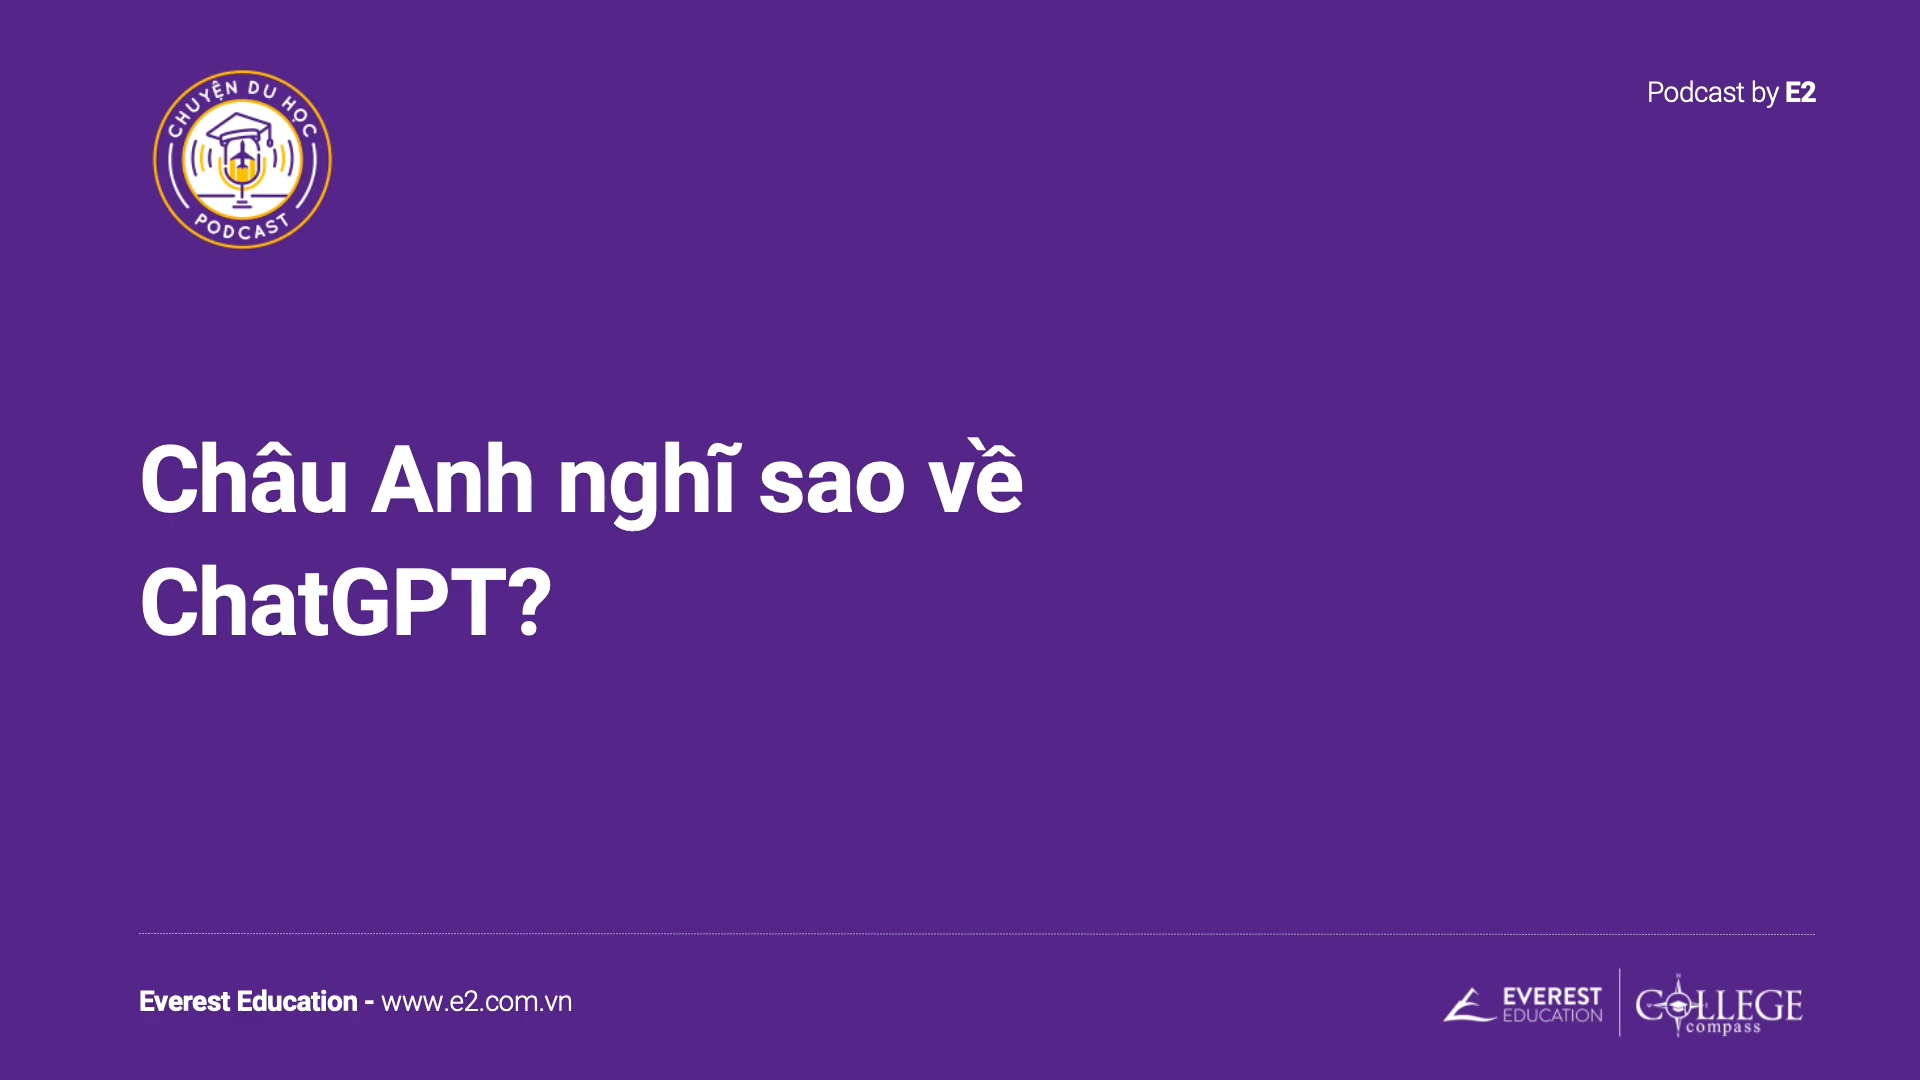 CHUYỆN DU HỌC
PODCAST
Podcast by E2
Châu Anh nghĩ sao về
ChatGPT?
Everest Education - www.e2.com.vn
EVEREST
EDUCATION
COLLEGE
compass